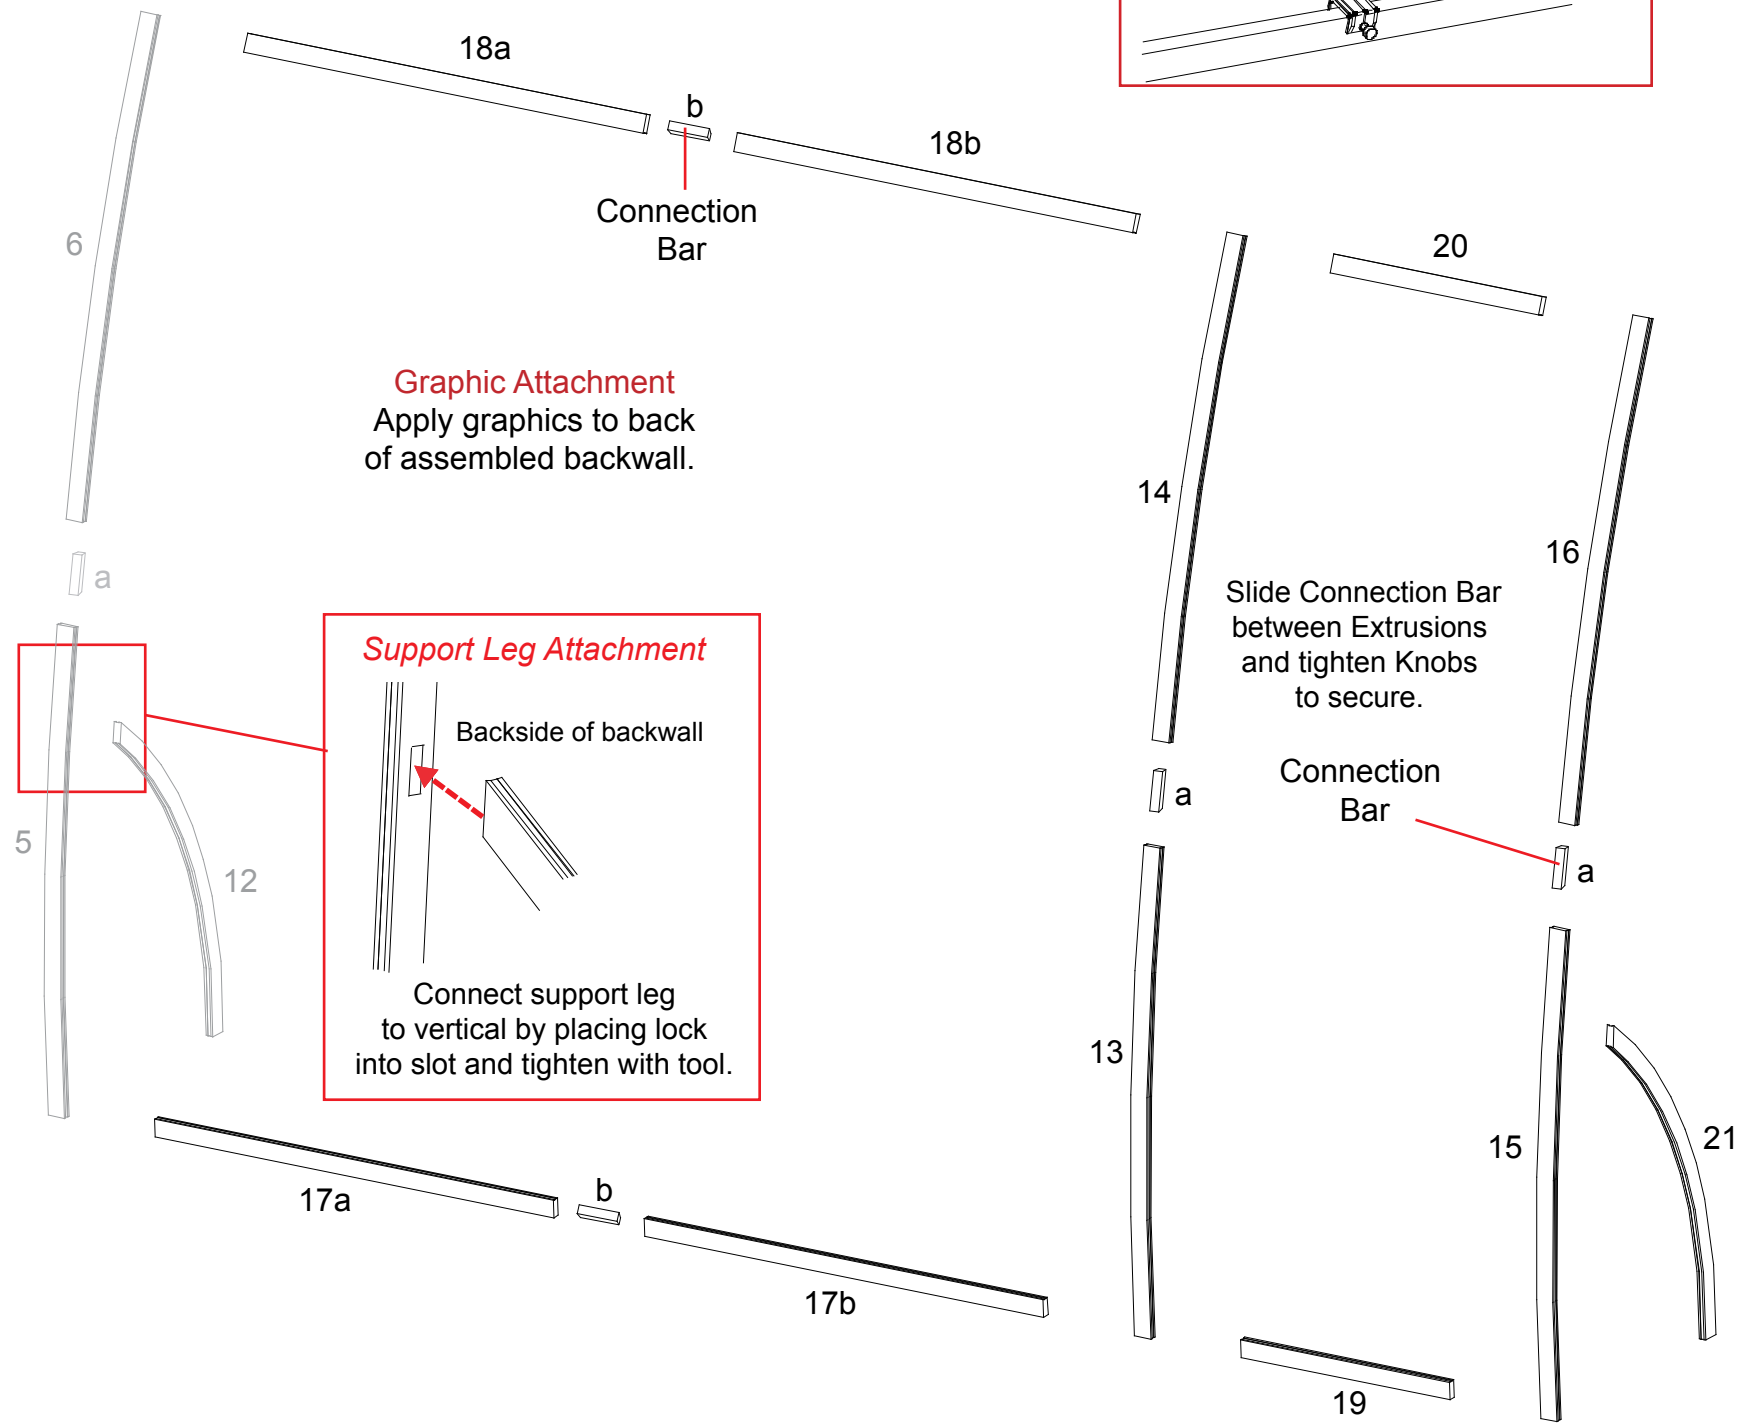 18a
b
18b
Connection
Bar
6
20
Graphic Attachment
Apply graphics to back
of assembled backwall.
14
16
a
Slide Connection Bar
between Extrusions
and tighten Knobs
to secure.
Support Leg Attachment
Backside of backwall
Connection
Bar
a
a
5
12
Connect support leg
to vertical by placing lock
into slot and tighten with tool.
13
15
21
17a
b
17b
19